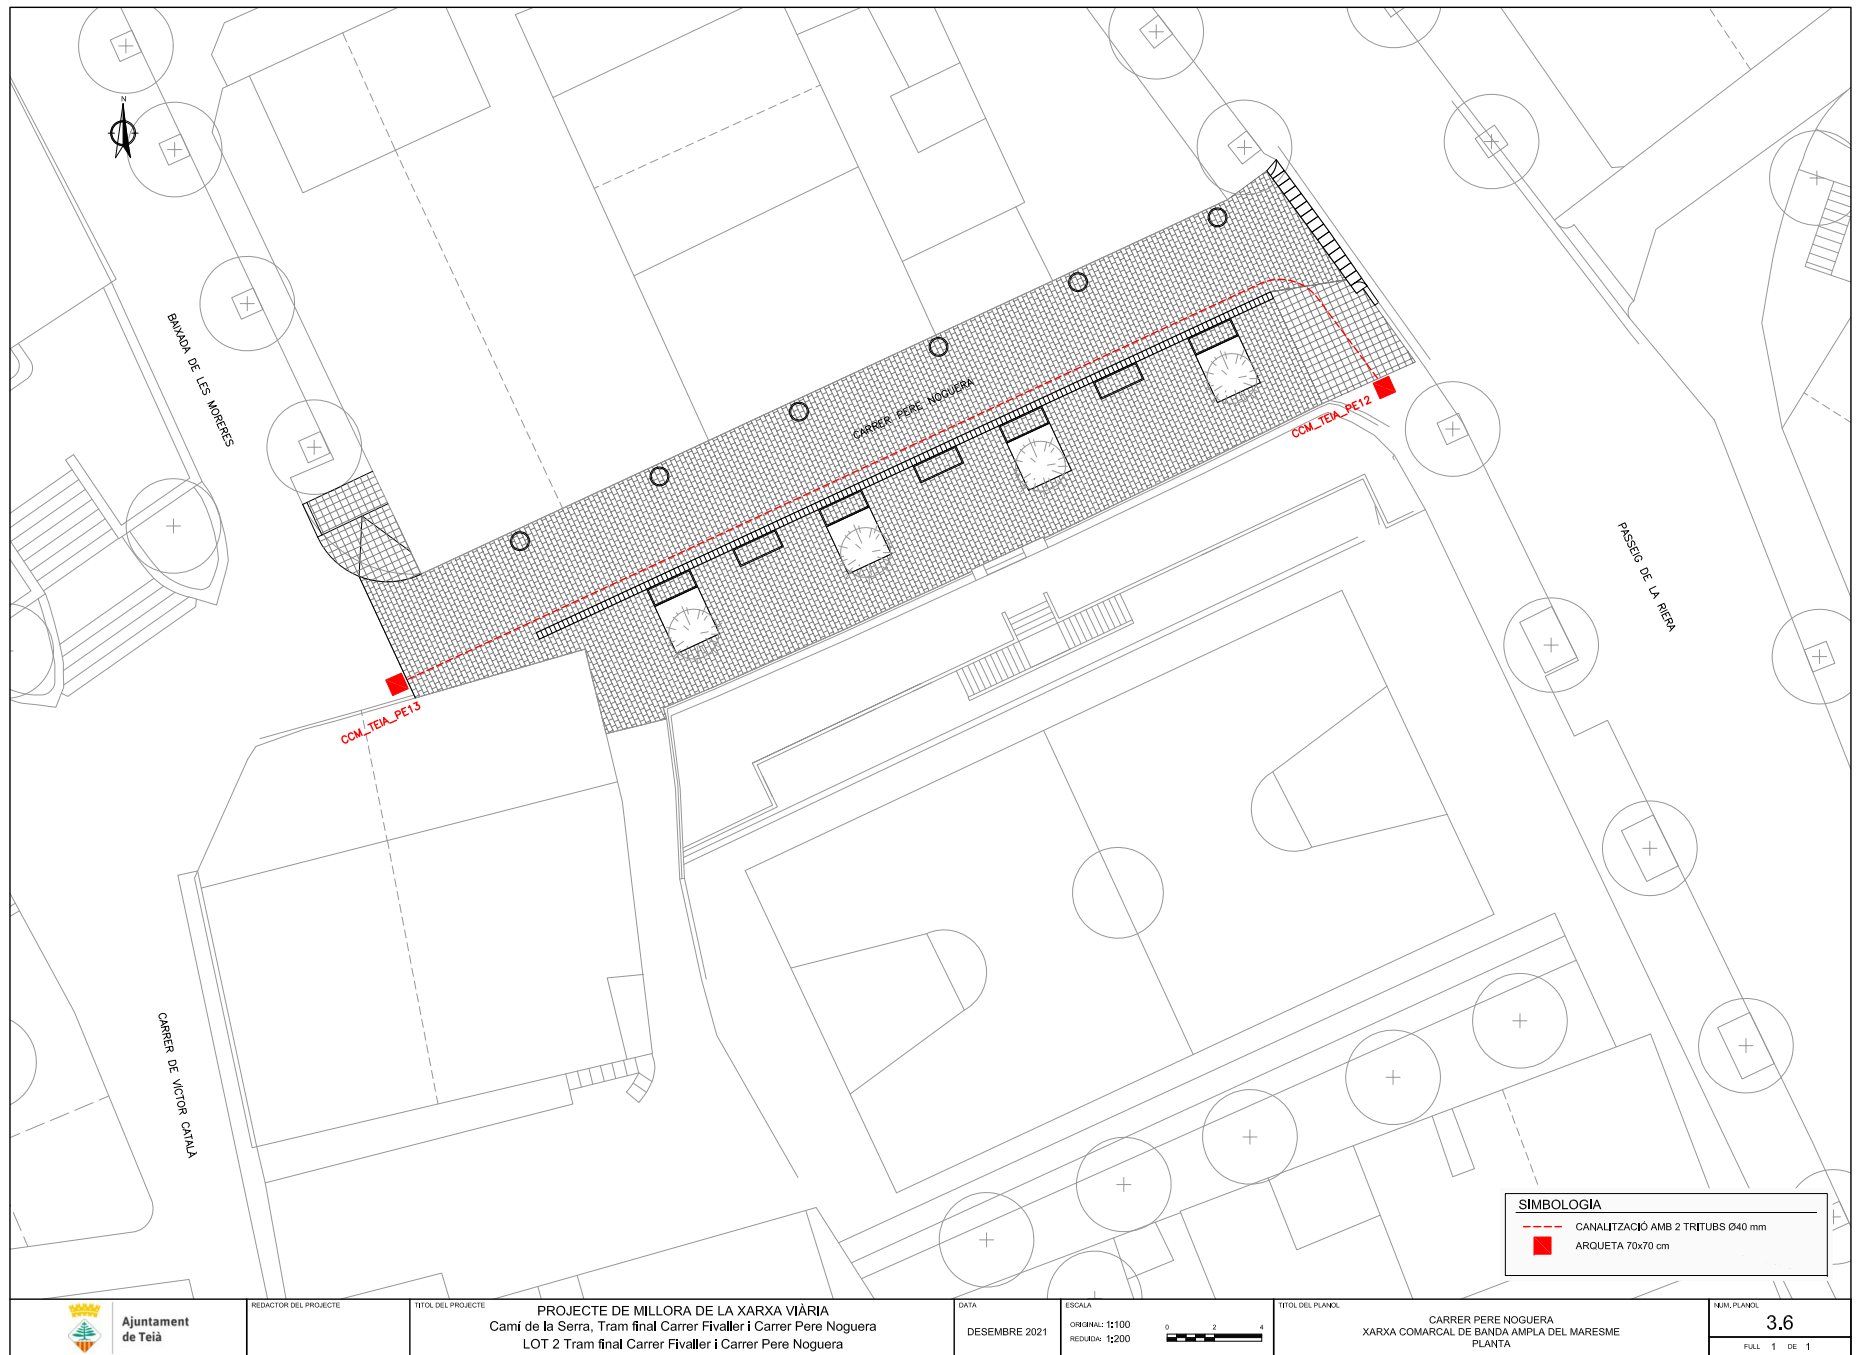 N
BAIXADA DE LES MORERES
CARRER PERE NOGUERA
CCM_TEIA_PE12
CCM_TEIA_PE13
PASSEIG DE LA RIERA
CARRER DE VÍCTOR CATALÀ
SIMBOLOGIA
CANALITZACIÓ AMB 2 TRITUBS Ø40 mm
ARQUETA 70x70 cm
Ajuntament
de Teià
REDACTOR DEL PROJECTE
TITOL DEL PROJECTE
PROJECTE DE MILLORA DE LA XARXA VIÀRIA
Camí de la Serra, Tram final Carrer Fivaller i Carrer Pere Noguera
LOT 2 Tram final Carrer Fivaller i Carrer Pere Noguera
DATA
DESEMBRE 2021
ESCALA
ORIGINAL: 1:100
REDUIDA: 1:200
0 2 4
TITOL DEL PLANOL
CARRER PERE NOGUERA
XARXA COMARCAL DE BANDA AMPLA DEL MARESME
PLANTA
NUM. PLANOL
3.6
FULL 1 DE 1